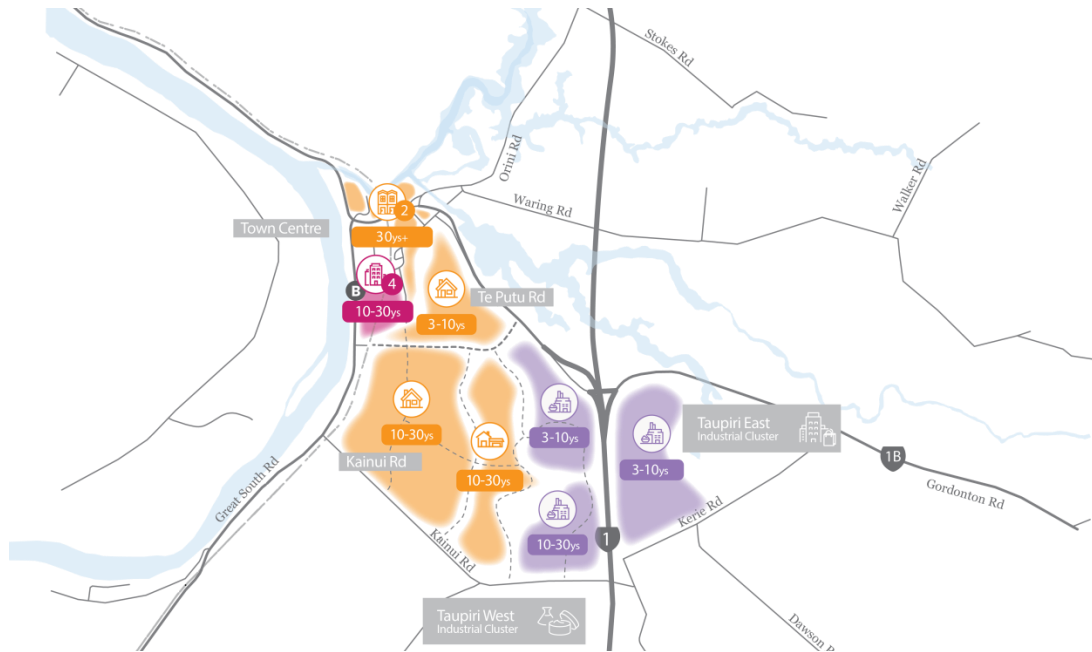 Stokes Rd
Orini Rd
Walker Rd
Waring Rd
2
Town Centre
30ys+
4
B
Te Putu Rd
10-30ys
3-10ys
Taupiri East
Industrial Cluster
10-30ys
3-10ys
10-30ys
3-10ys
1B
Kainui Rd
Gordonton Rd
Great South Rd
Kerie Rd
10-30ys
1
Kainui Rd
Taupiri West
Industrial Cluster
Dawson R